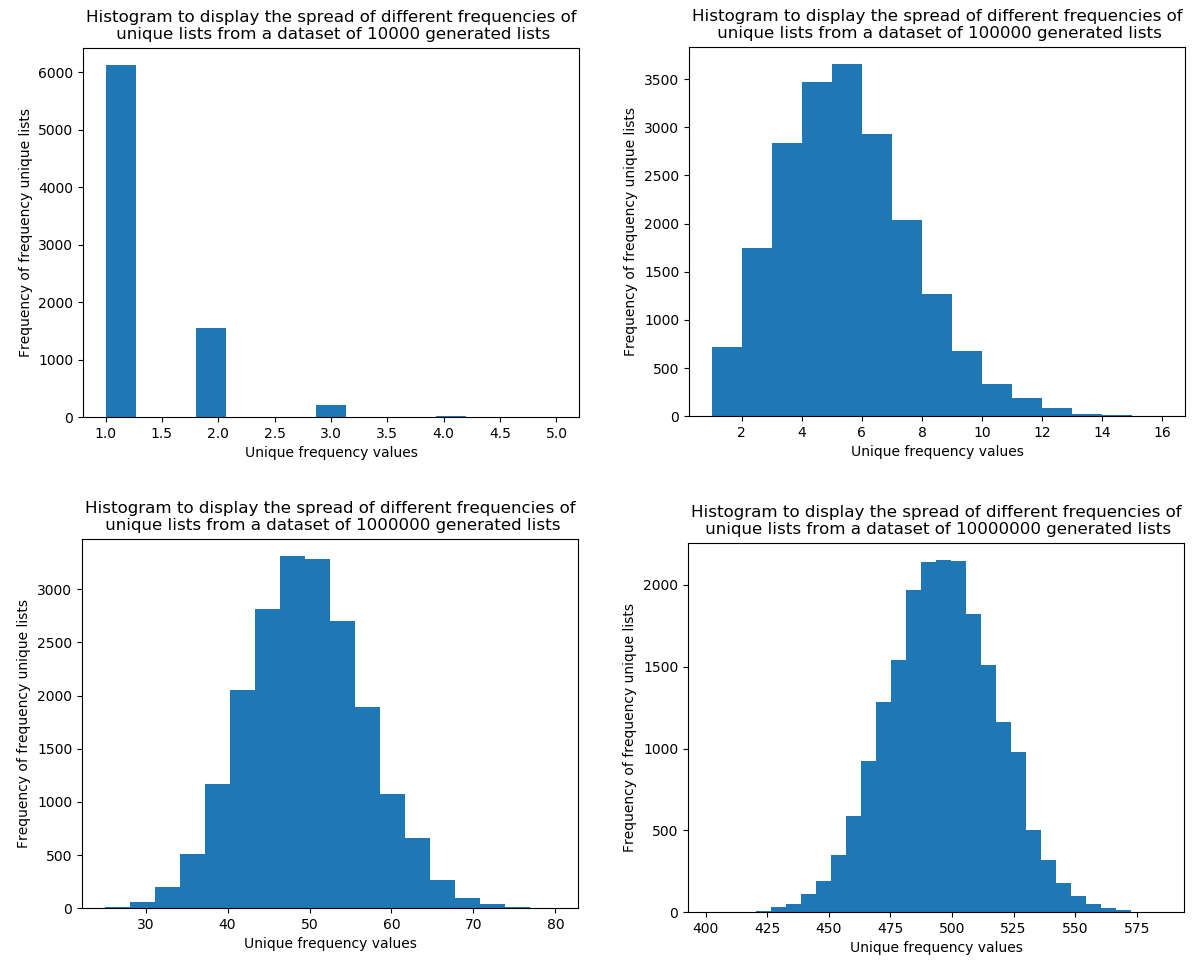 Histogram to display the spread of different frequencies of
unique lists from a dataset of 10000 generated lists
6000
5000
4000
3000
2000
1000
0
Frequency of frequency unique lists
1.0 1.5 2.0 2.5 3.0 3.5 4.0 4.5 5.0
Unique frequency values
Histogram to display the spread of different frequencies of
unique lists from a dataset of 100000 generated lists
3500
3000
2500
2000
1500
1000
500
0
Frequency of frequency unique lists
2 4 6 8 10 12 14 16
Unique frequency values
Histogram to display the spread of different frequencies of
unique lists from a dataset of 1000000 generated lists
3000
2500
2000
1500
1000
500
0
Frequency of frequency unique lists
30 40 50 60 70 80
Unique frequency values
Histogram to display the spread of different frequencies of
unique lists from a dataset of 10000000 generated lists
2000
1500
1000
500
0
Frequency of frequency unique lists
400 425 450 475 500 525 550 575
Unique frequency values